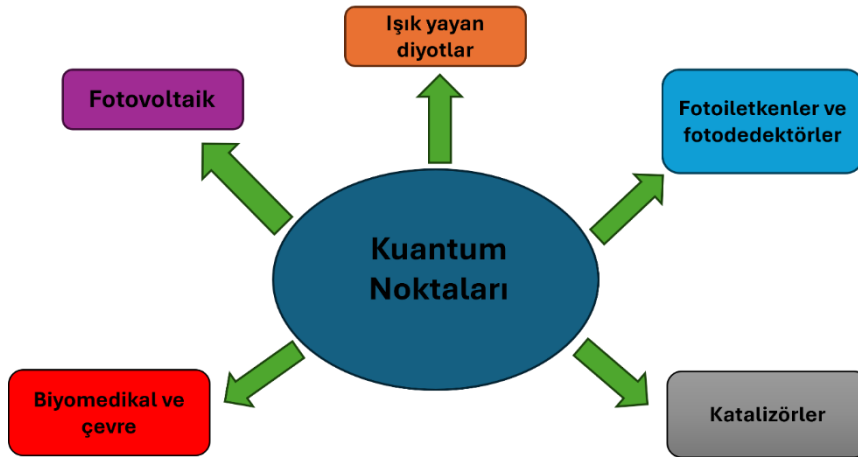 Işık yayan
diyotlar
Fotovoltaik
Fotoiletkenler ve
fotodedektörler
Kuantum
Noktaları
Biyomedikal ve
çevre
Katalizörler